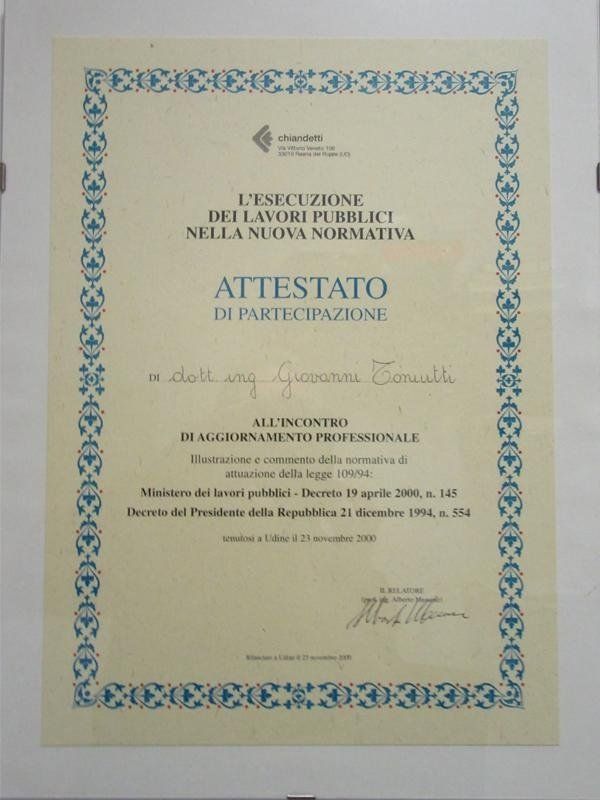 chiandetti
Via Vittorio Veneto 106
33010 Reana del Rojale (UD)
L'ESECUZIONE
DEI LAVORI PUBBLICI
NELLA NUOVA NORMATIVA
ATTESTATO
DI PARTECIPAZIONE
DI dott ing Giovanni Toniutti
ALL'INCONTRO
DI AGGIORNAMENTO PROFESSIONALE
Illustrazione e commento della normativa di
attuazione della legge 109/94:
Ministero dei lavori pubblici - Decreto 19 aprile 2000, n. 145
Decreto del Presidente della Repubblica 21 dicembre 1994, n. 554
tenutosi a Udine il 23 novembre 2000
IL RELATORE
ing. Alberto
Rilasciato a Udine il 23 novembre 2000